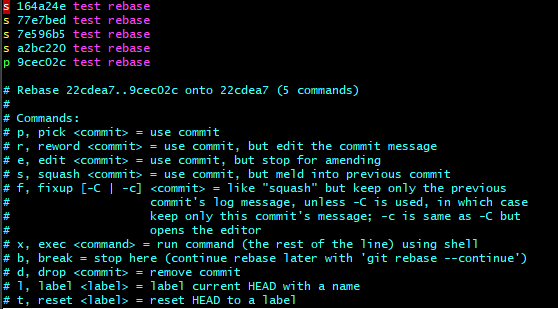 s 164a24e test rebase
s 77e7bed test rebase
s 7e596b5 test rebase
s a2bc220 test rebase
p 9cec02c test rebase
# Rebase 22cdea7..9cec02c onto 22cdea7 (5 commands)
#
# Commands:
# p, pick <commit> = use commit
# r, reword <commit> = use commit, but edit the commit message
# e, edit <commit> = use commit, but stop for amending
# s, squash <commit> = use commit, but meld into previous commit
# f, fixup [-C | -c] <commit> = like "squash" but keep only the previous
#                    commit's log message, unless -C is used, in which case
#                    keep only this commit's message; -c is same as -C but
#                    opens the editor
# x, exec <command> = run command (the rest of the line) using shell
# b, break = stop here (continue rebase later with 'git rebase --continue')
# d, drop <commit> = remove commit
# l, label <label> = label current HEAD with a name
# t, reset <label> = reset HEAD to a label